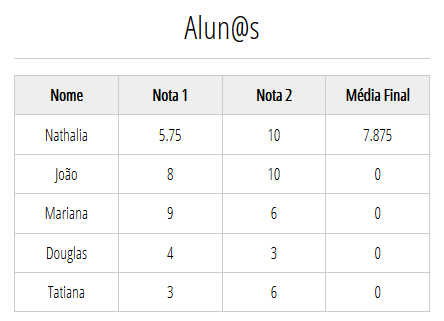 Alun@s
Nome Nota 1 Nota 2 Média Final
Nathalia 5.75 10 7.875
João 8 10 0
Mariana 9 6 0
Douglas 4 3 0
Tatiana 3 6 0